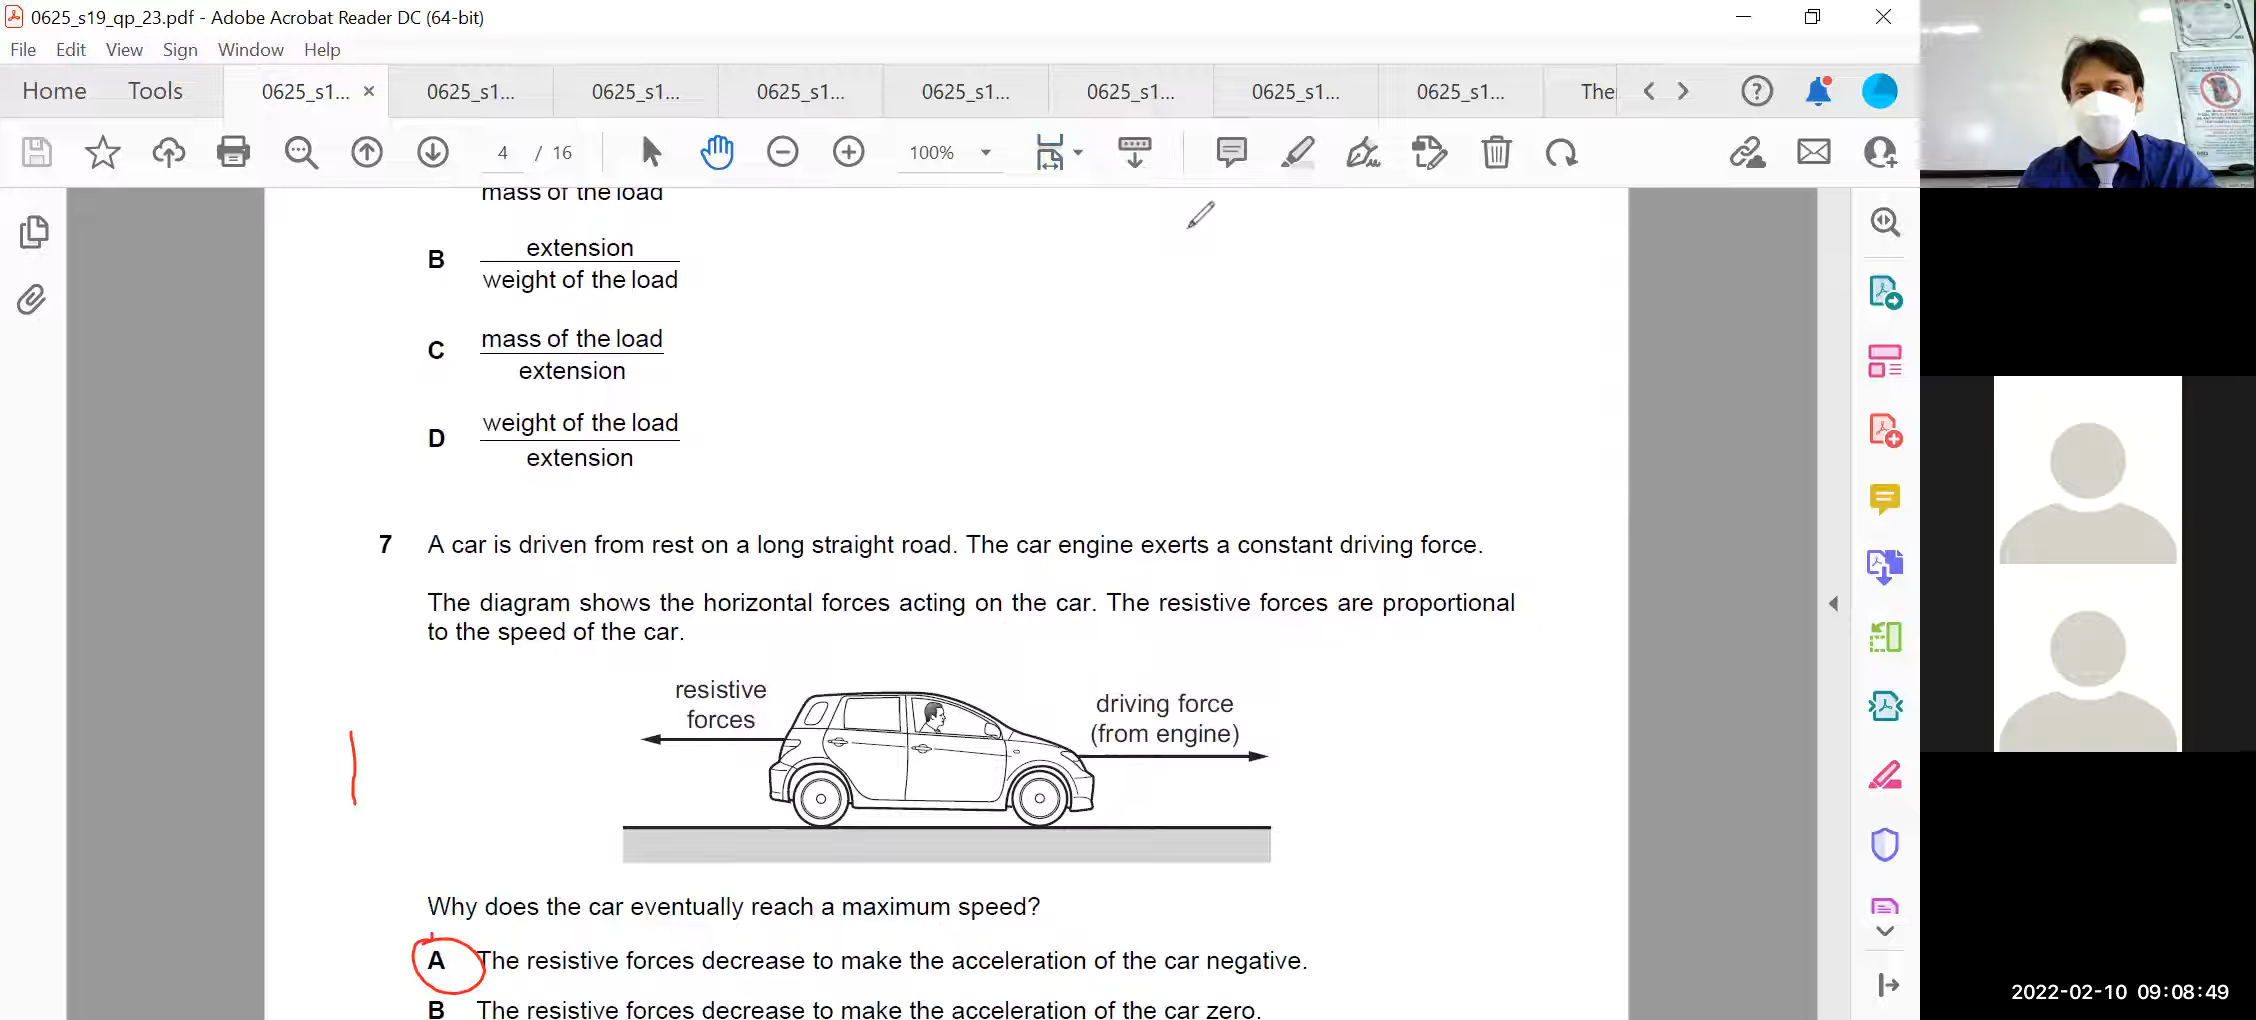 0625_s19_qp_23.pdf - Adobe Acrobat Reader DC (64-bit)
File Edit View Sign Window Help
Home Tools 0625_s1... × 0625_s1... 0625_s1... 0625_s1... 0625_s1... 0625_s1... 0625_s1... 0625_s1... The
4 / 16 100%
mass of the load
B extension
weight of the load
C mass of the load
extension
D weight of the load
extension
7 A car is driven from rest on a long straight road. The car engine exerts a constant driving force.
The diagram shows the horizontal forces acting on the car. The resistive forces are proportional
to the speed of the car.
resistive
forces
driving force
(from engine)
Why does the car eventually reach a maximum speed?
A The resistive forces decrease to make the acceleration of the car negative.
B The resistive forces decrease to make the acceleration of the car zero.
2022-02-10 09:08:49